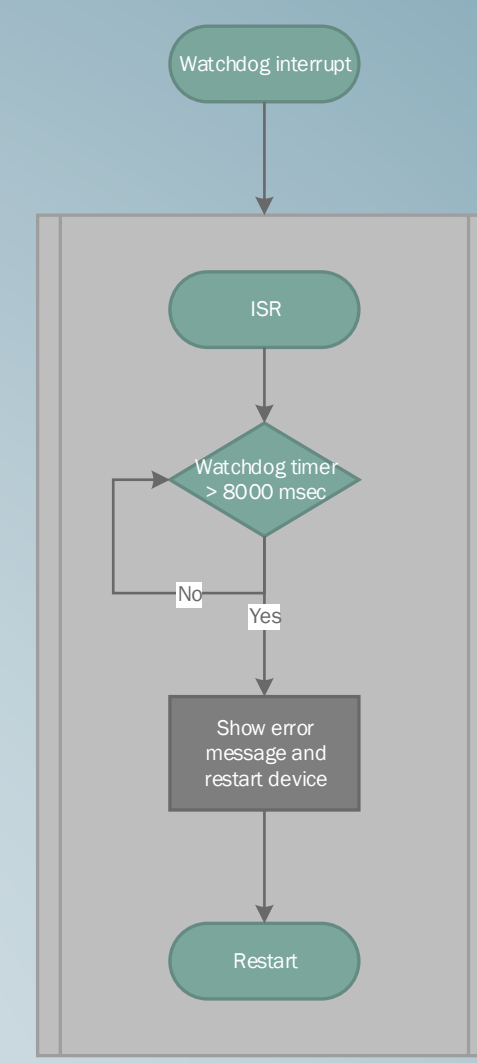 Watchdog interrupt
ISR
Watchdog timer
> 8000 msec
No
Yes
Show error
message and
restart device
Restart